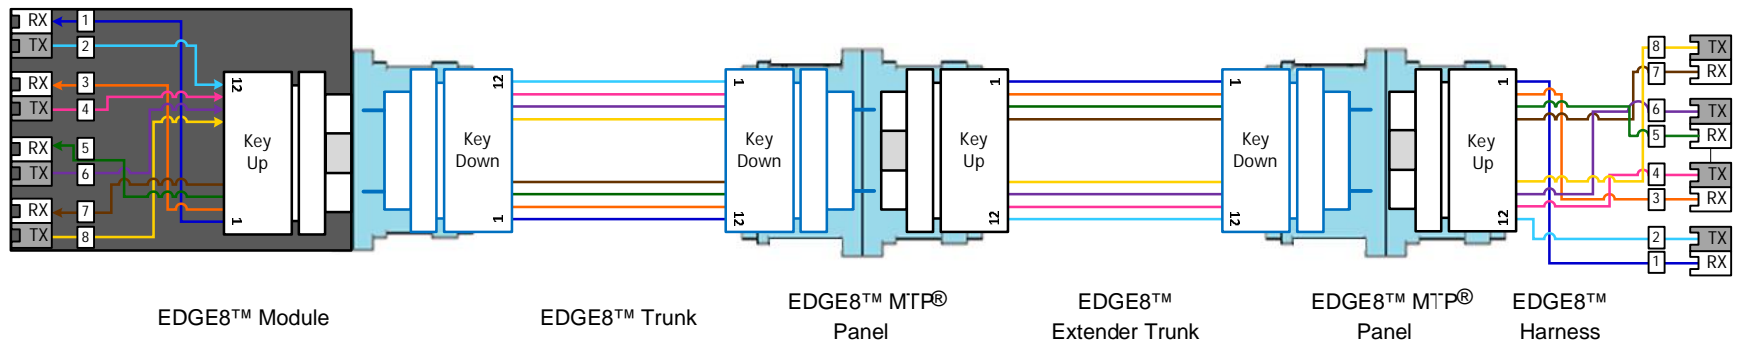 RX 1
TX 2
RX 3
TX 4
RX 5
TX 6
RX 7
TX 8
12
Key
Up
1
12
Key
Down
1
1
Key
Down
12
1
Key
Up
12
1
Key
Down
12
1
Key
Up
12
8 TX
7 RX
6 TX
5 RX
4 TX
3 RX
2 TX
1 RX
EDGE8™ Module
EDGE8™ Trunk
EDGE8™ MTP®
Panel
EDGE8™
Extender Trunk
EDGE8™ MTP®
Panel
EDGE8™
Harness